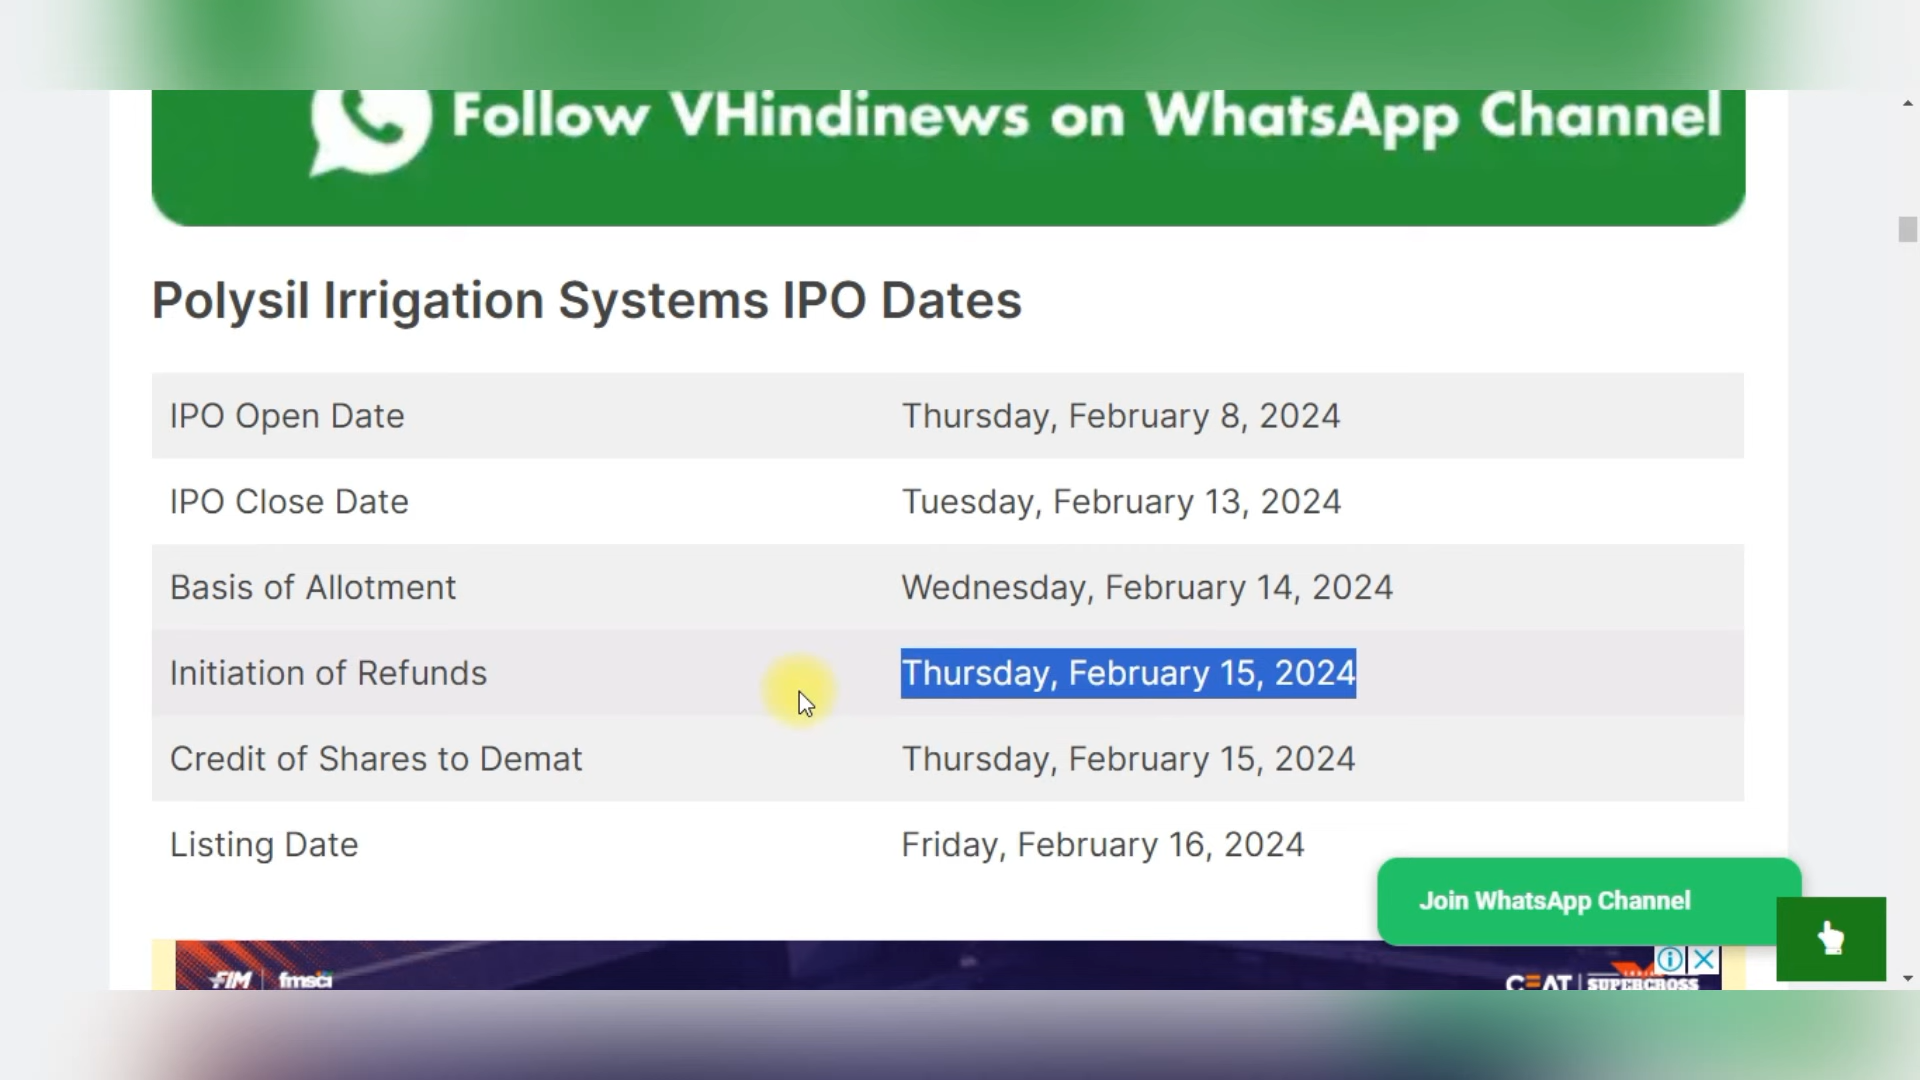 Follow VHindinews on WhatsApp Channel
Polysil Irrigation Systems IPO Dates
IPO Open Date Thursday, February 8, 2024
IPO Close Date Tuesday, February 13, 2024
Basis of Allotment Wednesday, February 14, 2024
Initiation of Refunds Thursday, February 15, 2024
Credit of Shares to Demat Thursday, February 15, 2024
Listing Date Friday, February 16, 2024
Join WhatsApp Channel
FIM fmsci
CEAT SUPERCROSS